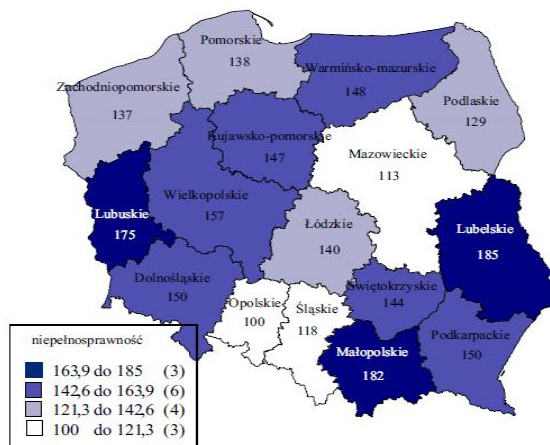 Pomorskie
138
Warmińsko-mazurskie
148
Zachodniopomorskie
137
Podlaskie
129
Kujawsko-pomorskie
147
Mazowieckie
113
Wielkopolskie
157
Lubuskie
175
Łódzkie
140
Lubelskie
185
Dolnośląskie
150
Opolskie
100
Śląskie
118
Świętokrzyskie
144
Małopolskie
182
Podkarpackie
150
niepełnosprawność
163,9 do 185 (3)
142,6 do 163,9 (6)
121,3 do 142,6 (4)
100 do 121,3 (3)